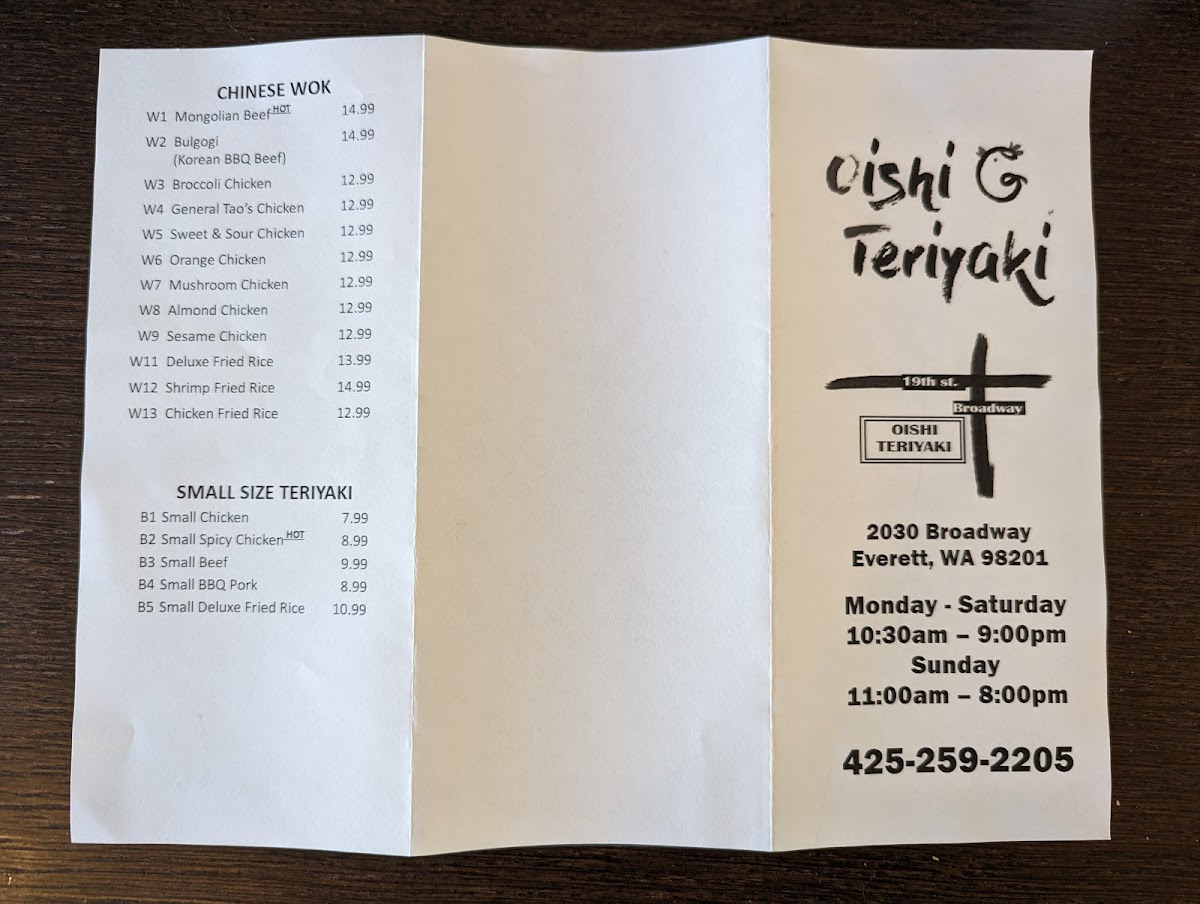 CHINESE WOK
W1 Mongolian Beef HOT 14.99
W2 Bulgogi 14.99
(Korean BBQ Beef)
W3 Broccoli Chicken 12.99
W4 General Tao's Chicken 12.99
W5 Sweet & Sour Chicken 12.99
W6 Orange Chicken 12.99
W7 Mushroom Chicken 12.99
W8 Almond Chicken 12.99
W9 Sesame Chicken 12.99
W11 Deluxe Fried Rice 13.99
W12 Shrimp Fried Rice 14.99
W13 Chicken Fried Rice 12.99
SMALL SIZE TERIYAKI
B1 Small Chicken 7.99
B2 Small Spicy Chicken HOT 8.99
B3 Small Beef 9.99
B4 Small BBQ Pork 8.99
B5 Small Deluxe Fried Rice 10.99
Oishi
Teriyaki
19th st.
Broadway
OISHI
TERIYAKI
2030 Broadway
Everett, WA 98201
Monday - Saturday
10:30am – 9:00pm
Sunday
11:00am – 8:00pm
425-259-2205